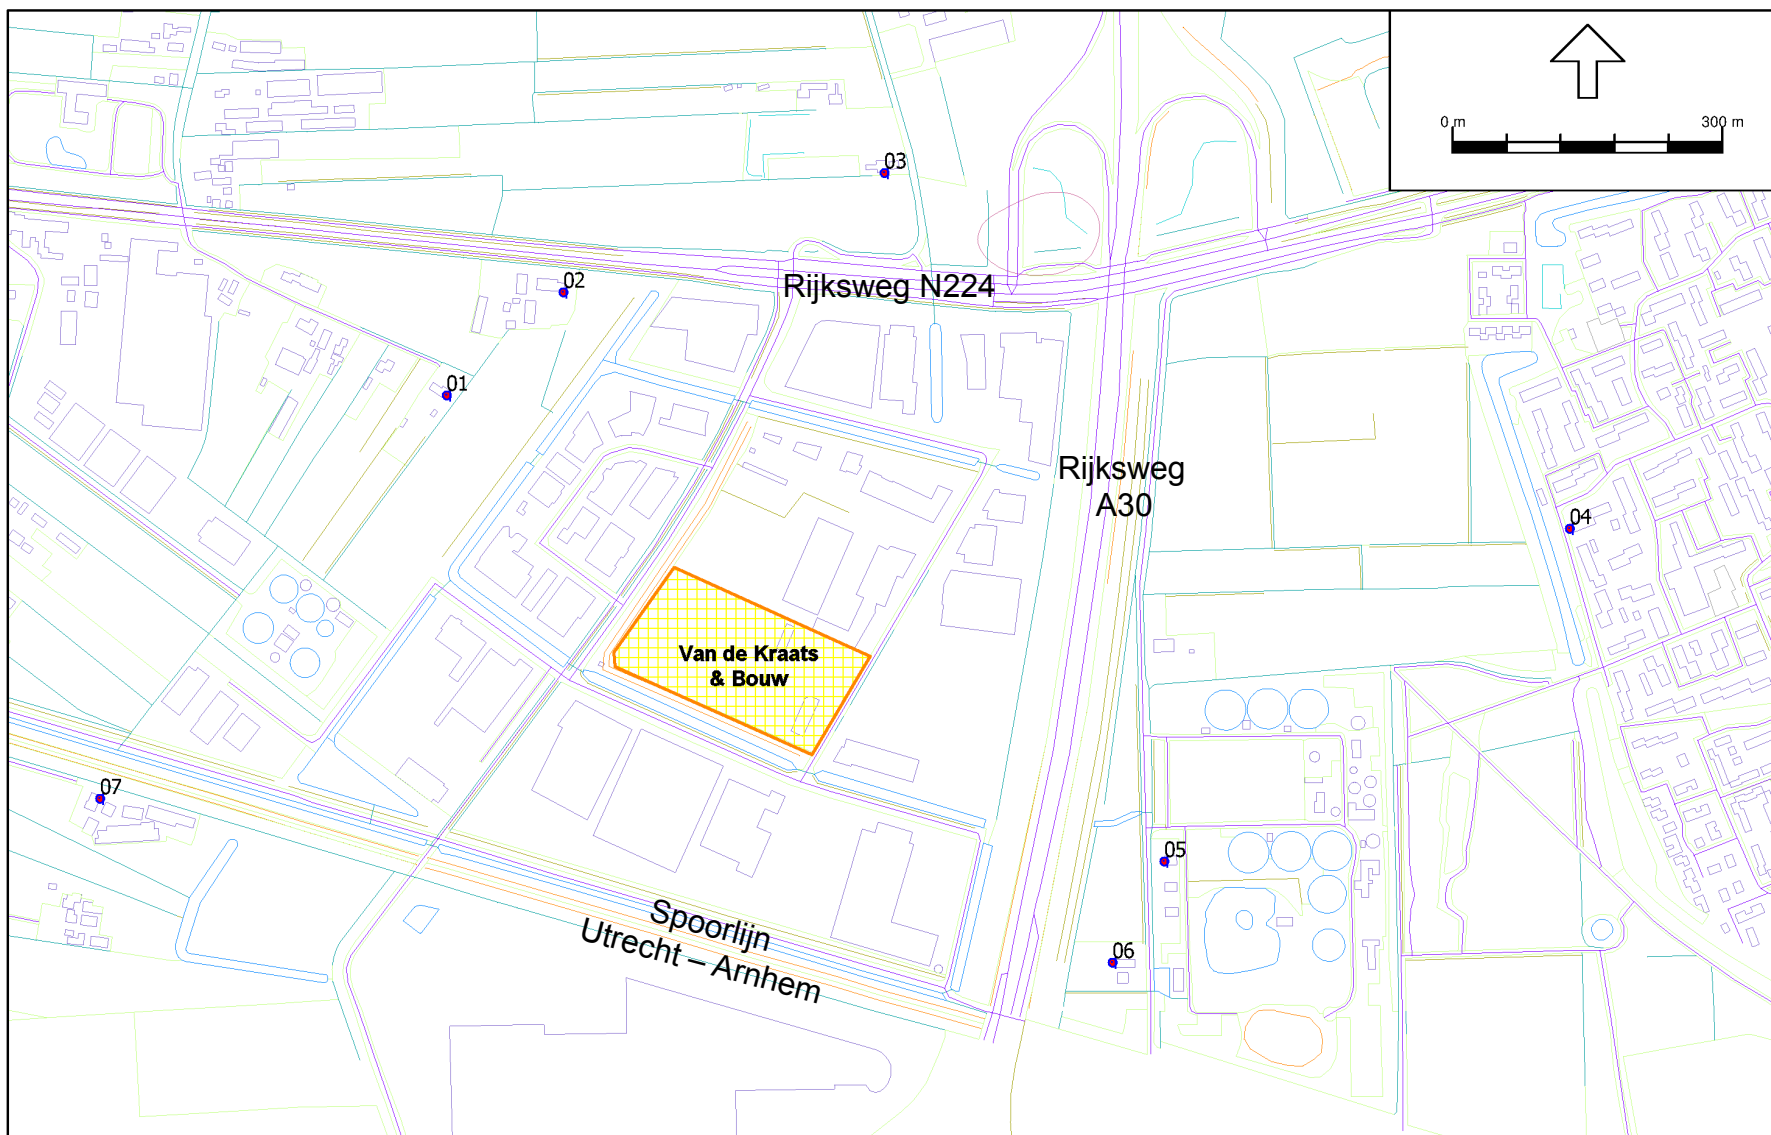 0 m
300 m
03
02
Rijksweg N224
01
Rijksweg
A30
04
Van de Kraats
& Bouw
07
05
Spoorlijn
Utrecht – Arnhem
06